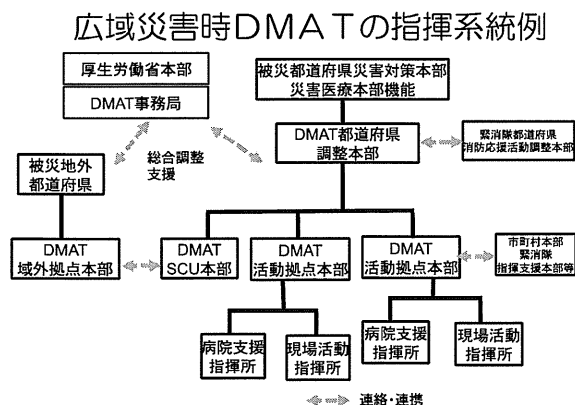 広域災害時DMATの指揮系統例
厚生労働省本部
DMAT事務局
被災都道府県災害対策本部
災害医療本部機能
DMAT都道府県
調整本部
緊消隊都道府県
消防応援活動調整本部
総合調整
支援
被災地外
都道府県
DMAT
域外拠点本部
DMAT
SCU本部
DMAT
活動拠点本部
DMAT
活動拠点本部
市町村本部
緊消隊
指揮支援本部等
病院支援
指揮所
現場活動
指揮所
病院支援
指揮所
現場活動
指揮所
連絡・連携